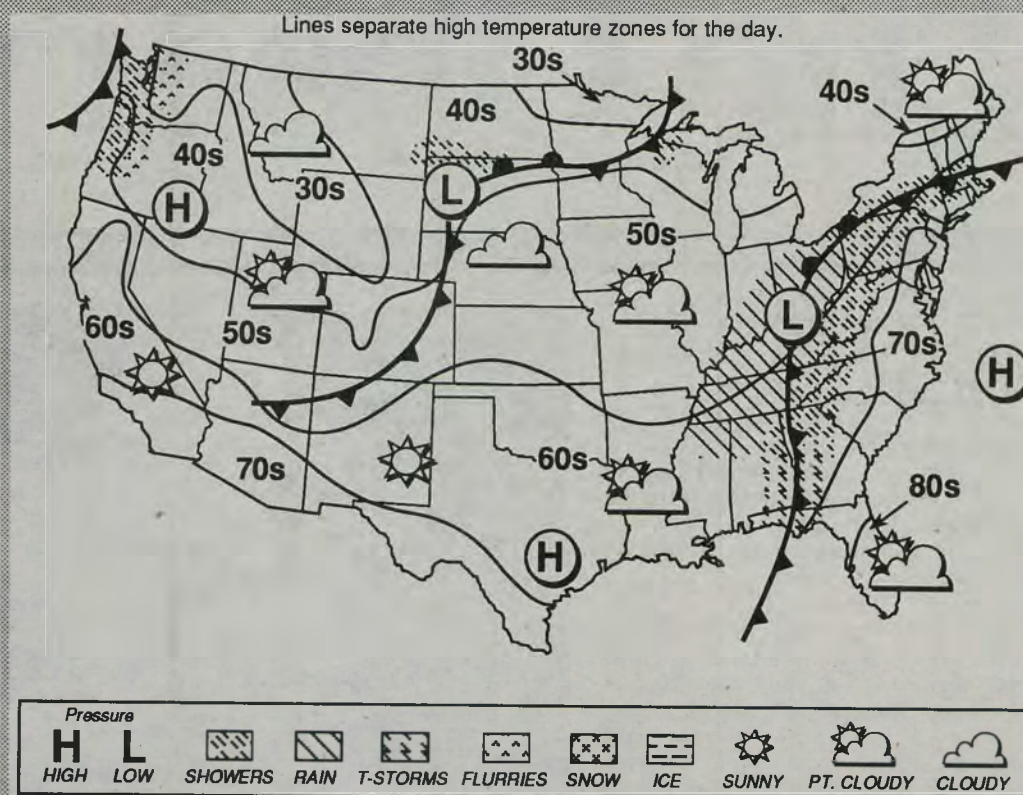 Lines separate high temperature zones for the day.
30s
40s
40s
40s
30s
H
L
50s
60s
50s
L
70s
H
70s
60s
80s
H
Pressure
H L
HIGH LOW SHOWERS RAIN T-STORMS FLURRIES SNOW ICE SUNNY PT. CLOUDY CLOUDY